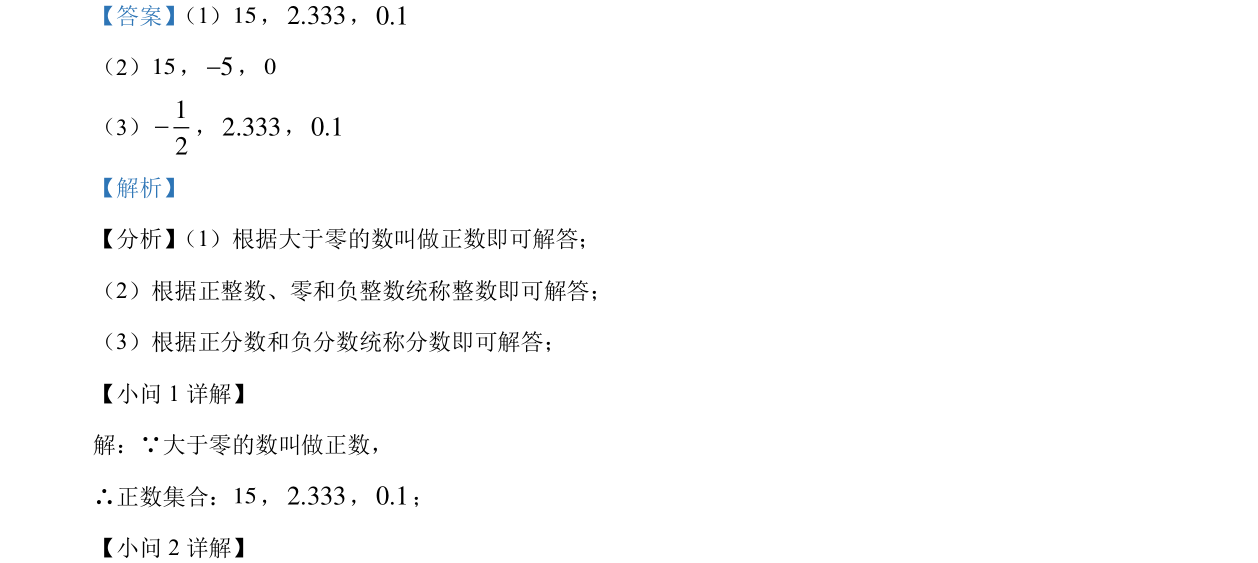 【答案】（1）15，2.333，0.1
（2）15，−5，0
（3）−1/2，2.333，0.1
【解析】
【分析】（1）根据大于零的数叫做正数即可解答；
（2）根据正整数、零和负整数统称整数即可解答；
（3）根据正分数和负分数统称分数即可解答；
【小问 1 详解】
解：∵大于零的数叫做正数，
∴正数集合：15，2.333，0.1；
【小问 2 详解】